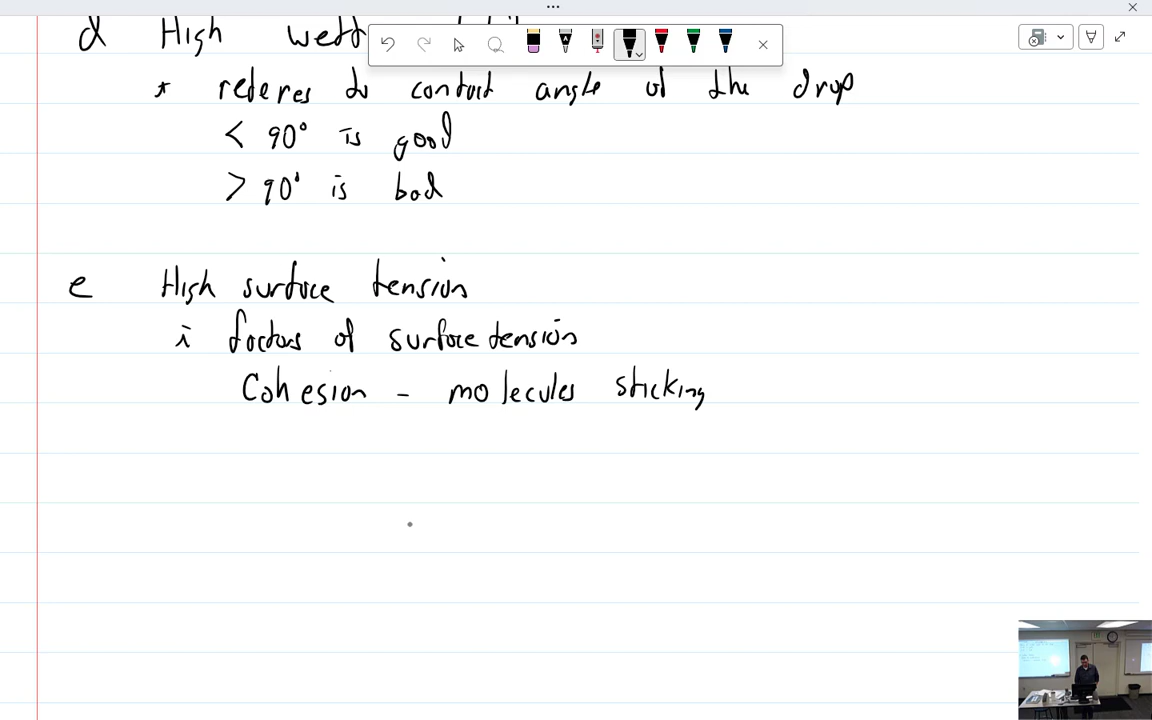 d High
* referes to contact angle of the drop
< 90° is good
> 90° is bad
e High surface tension
i factors of surface tension
Cohesion - molecules sticking